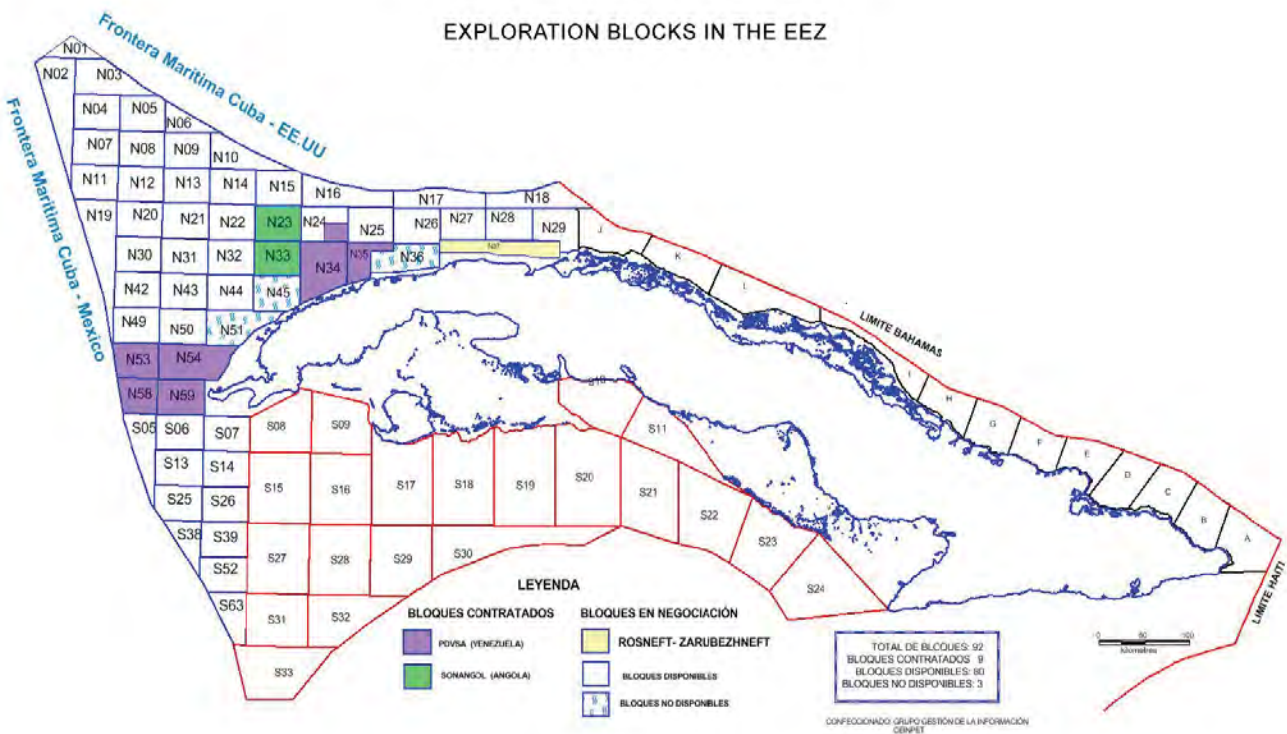 EXPLORATION BLOCKS IN THE EEZ
Frontera Marítima Cuba - EE.UU
Frontera Marítima Cuba - Mexico
N01
N02 N03
N04 N05 N06
N07 N08 N09 N10
N11 N12 N13 N14 N15 N16 N17 N18
N19 N20 N21 N22 N23 N24 N25 N26 N27 N28 N29
N30 N31 N32 N33 N34 N35 N36
N42 N43 N44 N45
N49 N50 N51
N53 N54
N58 N59
J
K
L
LIMITE BAHAMAS
I
H
G
F
E
D
C
B
A
LIMITE HAITI
S05 S06 S07 S08 S09 S10 S11
S13 S14 S15 S16 S17 S18 S19 S20 S21 S22 S23 S24
S25 S26 S27 S28 S29 S30
S38 S39
S52
S63 S31 S32
S33
LEYENDA
BLOQUES CONTRATADOS
PDVSA (VENEZUELA)
SONANGOL (ANGOLA)
BLOQUES EN NEGOCIACIÓN
ROSNEFT- ZARUBEZHNEFT
BLOQUES DISPONIBLES
BLOQUES NO DISPONIBLES
TOTAL DE BLOQUES: 92
BLOQUES CONTRATADOS 9
BLOQUES DISPONIBLES: 80
BLOQUES NO DISPONIBLES: 3
0 50 100
kilometres
CONFECCIONADO: GRUPO GESTIÓN DE LA INFORMACIÓN
CEINPET